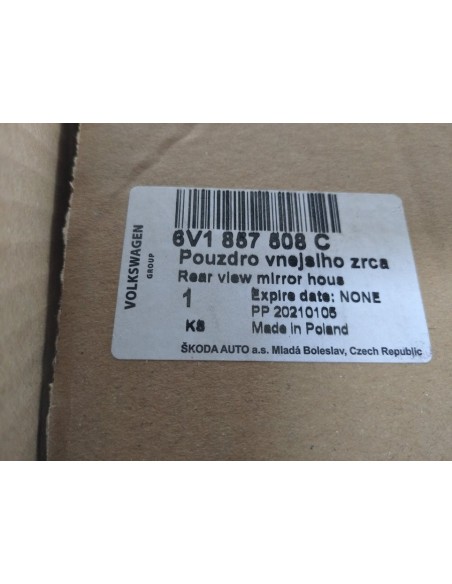 VOLKSWAGEN
GROUP
6V1 857 508 C
Pouzdro vnejsiho zrca
Rear view mirror hous
1 Expire date: NONE
PP 20210105
KS Made in Poland
ŠKODA AUTO a.s. Mladá Boleslav, Czech Republic